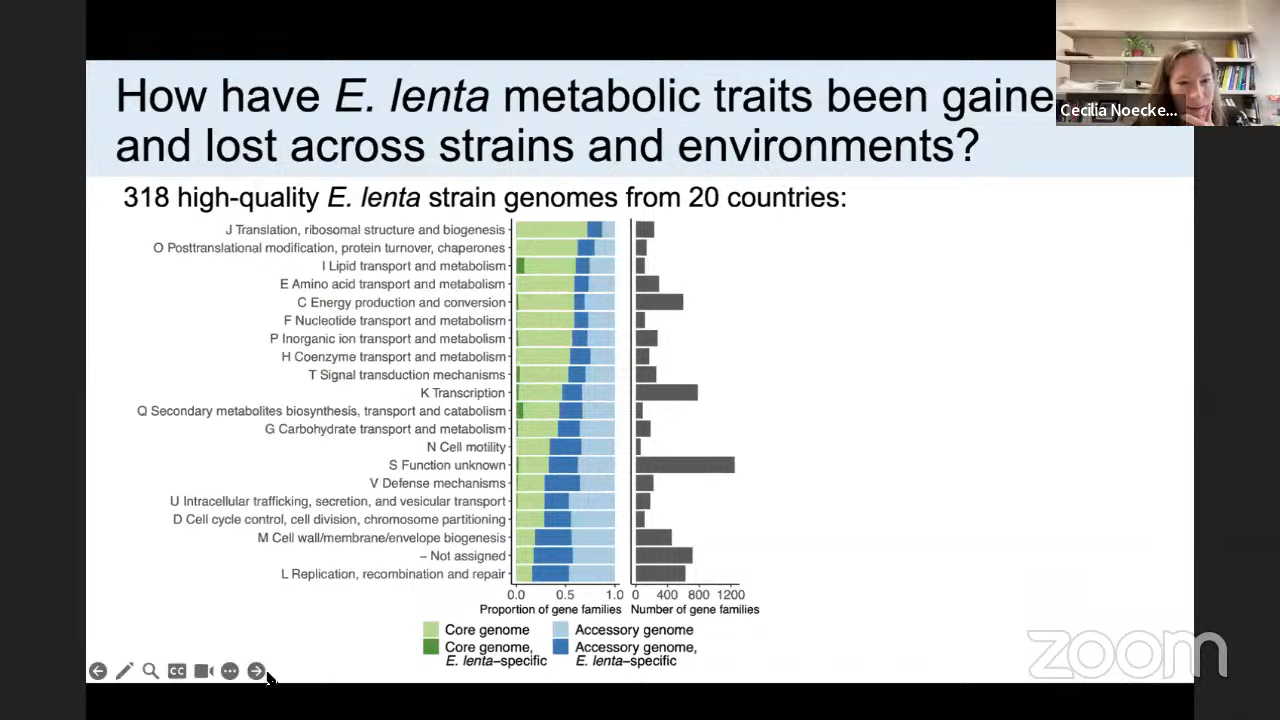 How have E. lenta metabolic traits been gaine
and lost across strains and environments?
Cecilia Noecke...
318 high-quality E. lenta strain genomes from 20 countries:
J Translation, ribosomal structure and biogenesis
O Posttranslational modification, protein turnover, chaperones
I Lipid transport and metabolism
E Amino acid transport and metabolism
C Energy production and conversion
F Nucleotide transport and metabolism
P Inorganic ion transport and metabolism
H Coenzyme transport and metabolism
T Signal transduction mechanisms
K Transcription
Q Secondary metabolites biosynthesis, transport and catabolism
G Carbohydrate transport and metabolism
N Cell motility
S Function unknown
V Defense mechanisms
U Intracellular trafficking, secretion, and vesicular transport
D Cell cycle control, cell division, chromosome partitioning
M Cell wall/membrane/envelope biogenesis
– Not assigned
L Replication, recombination and repair
0.0 0.5 1.0 0 400 800 1200
Proportion of gene families Number of gene families
Core genome Accessory genome
Core genome, Accessory genome,
E. lenta–specific E. lenta–specific
CC
zoom